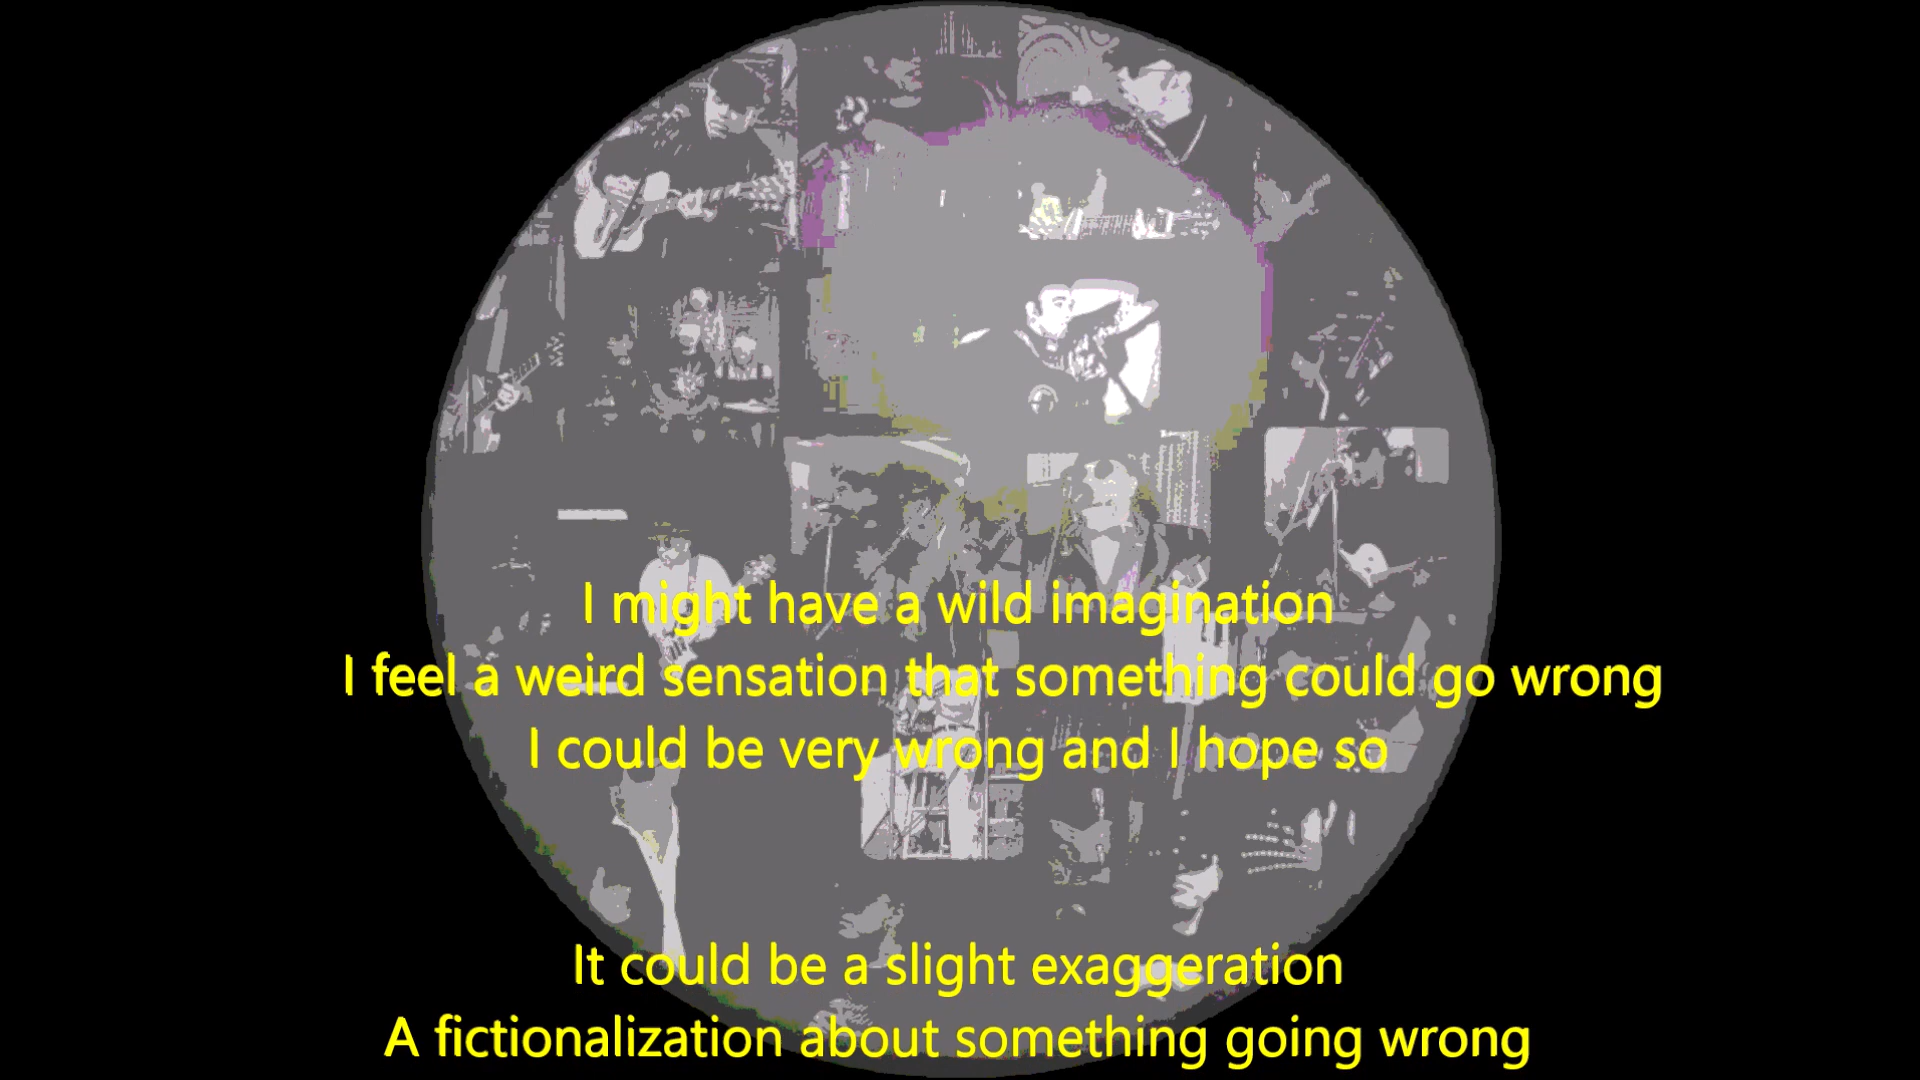 I might have a wild imagination
I feel a weird sensation that something could go wrong
I could be very wrong and I hope so
It could be a slight exaggeration
A fictionalization about something going wrong